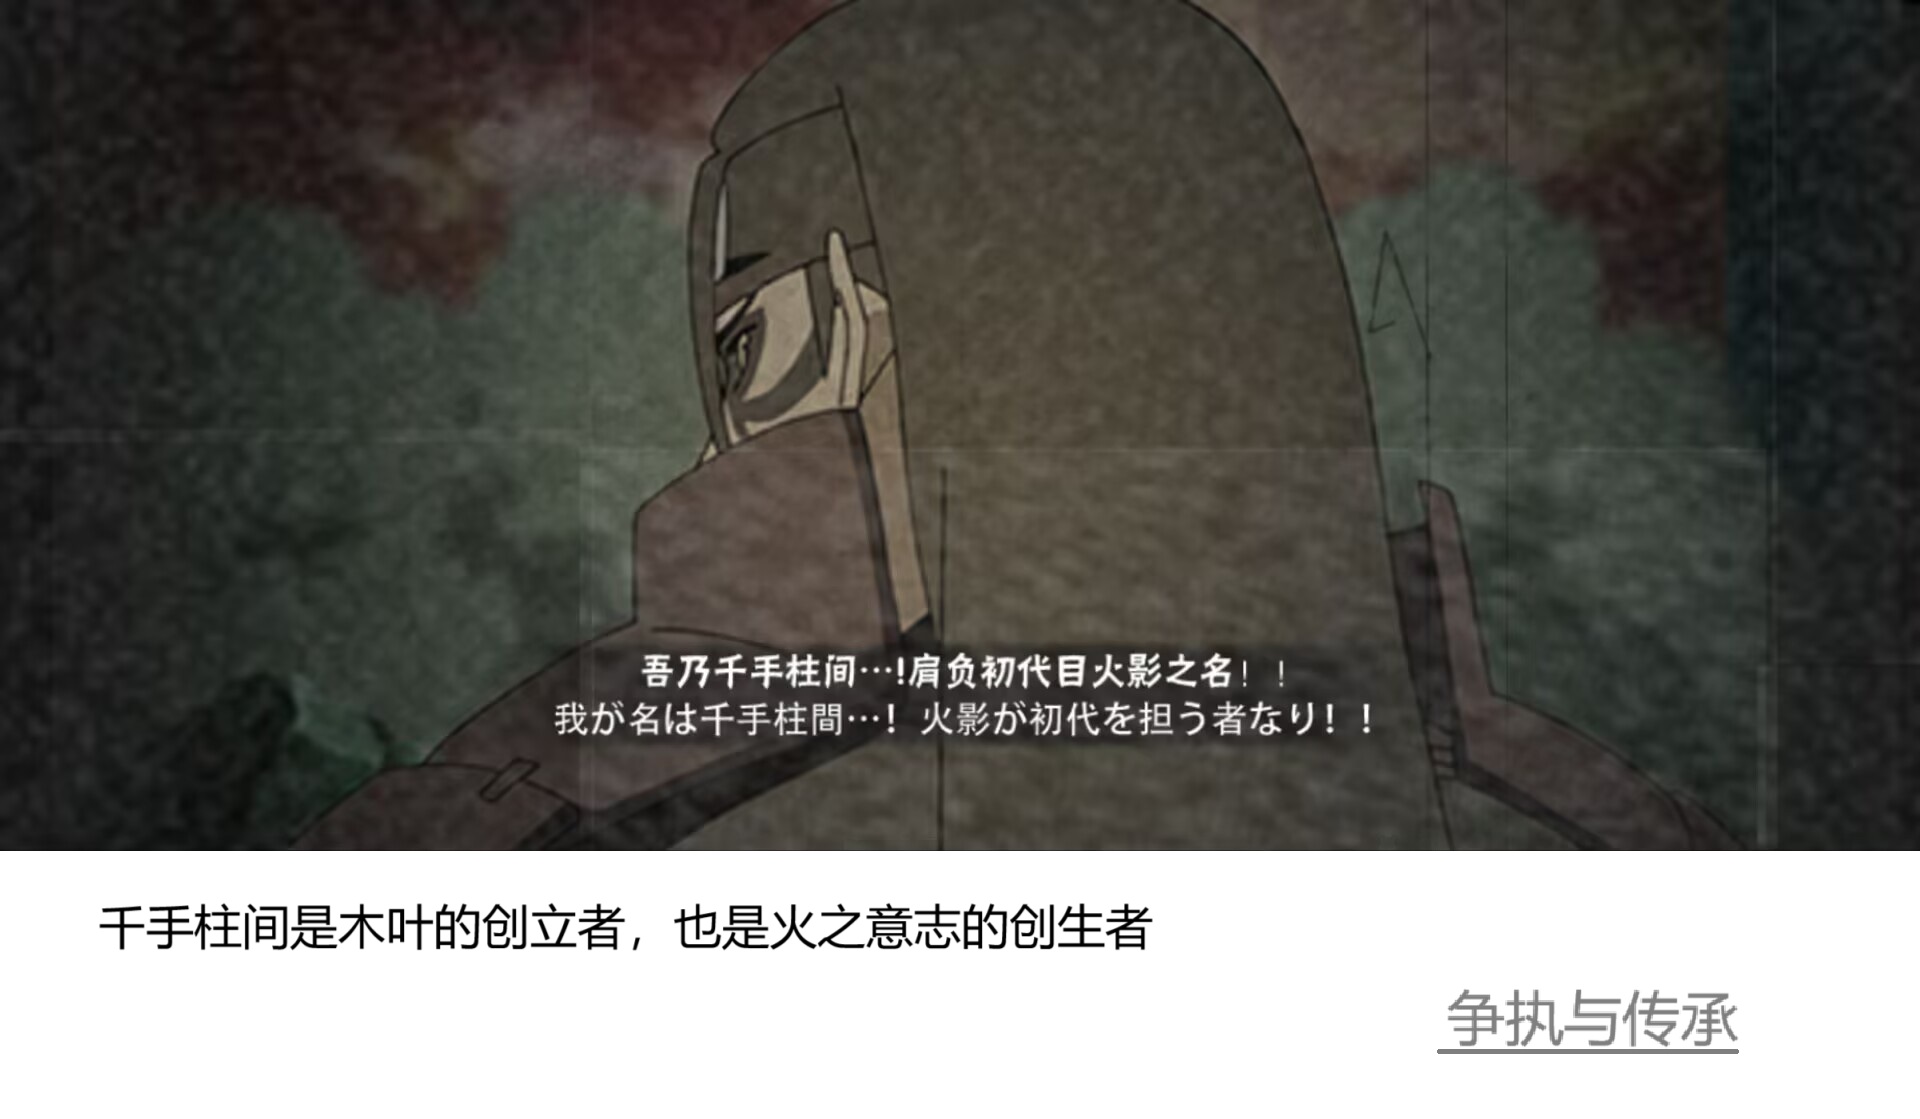 吾乃千手柱间…!肩负初代目火影之名！！
我が名は千手柱間…！火影が初代を担う者なり！！
千手柱间是木叶的创立者，也是火之意志的创生者
争执与传承